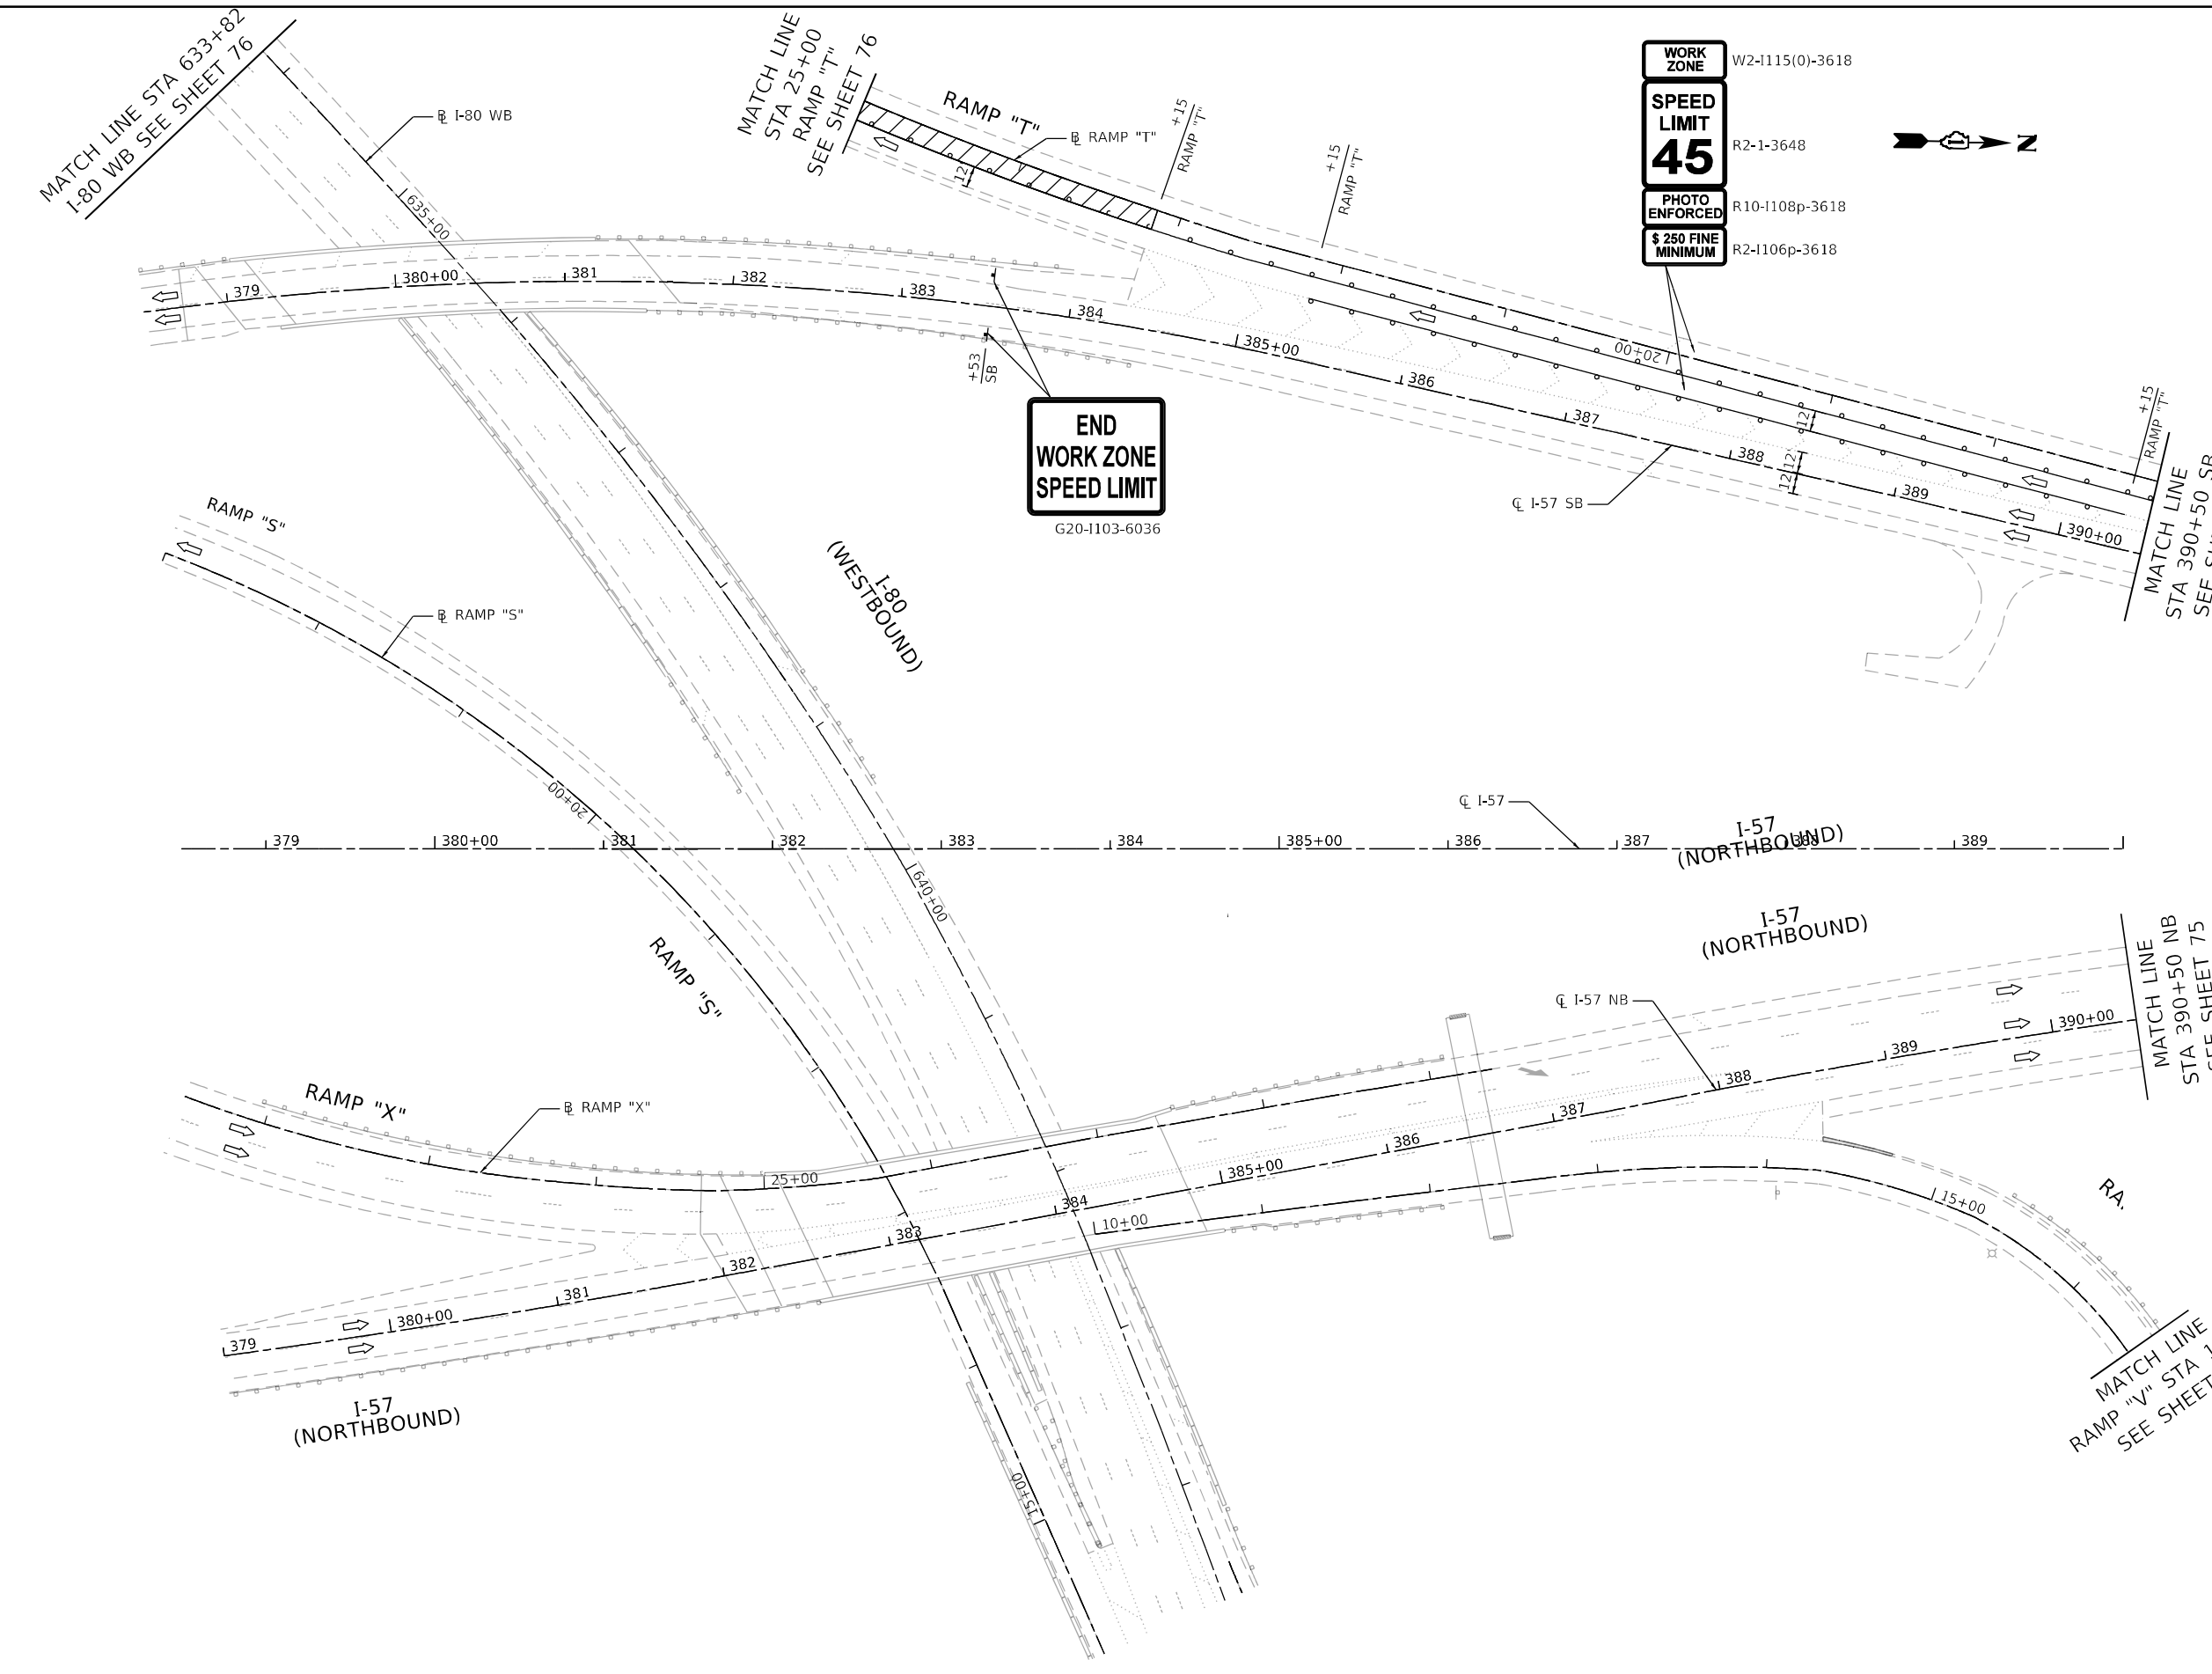 MATCH LINE STA 633+82
I-80 WB SEE SHEET 76
℄ I-80 WB
635+00
MATCH LINE
STA 25+00
RAMP "T"
SEE SHEET 76
RAMP "T"
RAMP "T"
12
+15
RAMP "T"
+15
RAMP "T"
WORK
ZONE
W2-I115(0)-3618
SPEED
LIMIT
45
R2-1-3648
PHOTO
ENFORCED
R10-I108p-3618
$ 250 FINE
MINIMUM
R2-I106p-3618
N
379
380+00
381
382
383
384
385+00
386
387
388
389
390+00
20+00
12
12
12
+15
RAMP "T"
MATCH LINE
STA 390+50 SB
+53
SB
END
WORK ZONE
SPEED LIMIT
G20-I103-6036
℄ I-57 SB
I-80
(WESTBOUND)
RAMP "S"
RAMP "S"
20+00
RAMP "S"
640+00
℄ I-57
379
380+00
381
382
383
384
385+00
386
387
388
389
I-57
(NORTHBOUND)
I-57
(NORTHBOUND)
℄ I-57 NB
MATCH LINE
STA 390+50 NB
SEE SHEET 75
RAMP "X"
RAMP "X"
25+00
379
380+00
381
382
383
384
385+00
386
387
388
389
390+00
10+00
15+00
RA.
I-57
(NORTHBOUND)
15+00
MATCH LINE
RAMP "V" STA 1
SEE SHEET